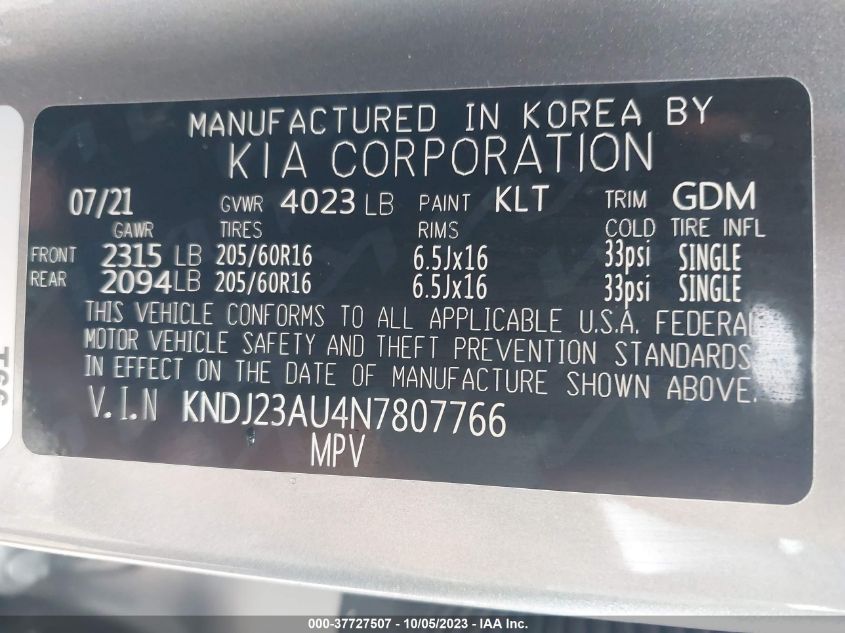 MANUFACTURED IN KOREA BY
KIA CORPORATION
07/21 GVWR 4023 LB PAINT KLT TRIM GDM
GAWR TIRES RIMS COLD TIRE INFL
FRONT 2315 LB 205/60R16 6.5Jx16 33psi SINGLE
REAR 2094 LB 205/60R16 6.5Jx16 33psi SINGLE
THIS VEHICLE CONFORMS TO ALL APPLICABLE U.S.A. FEDERAL
MOTOR VEHICLE SAFETY AND THEFT PREVENTION STANDARDS
IN EFFECT ON THE DATE OF MANUFACTURE SHOWN ABOVE.
V.I.N KNDJ23AU4N7807766
MPV
000-37727507 - 10/05/2023 - IAA Inc.